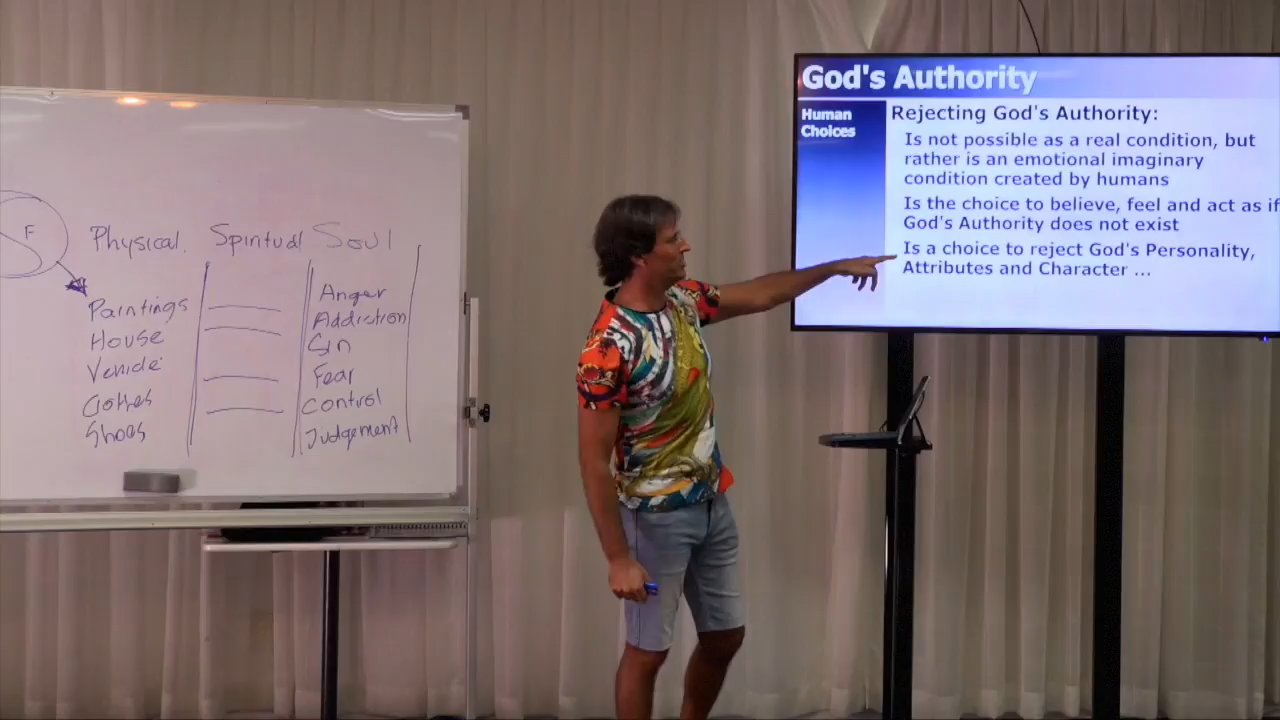 F
Physical. Spiritual Soul
Paintings
House
Vehicle
Clothes
Shoes
Anger
Addiction
Sin
Fear
Control
Judgement
God's Authority
Human
Choices
Rejecting God's Authority:
Is not possible as a real condition, but
rather is an emotional imaginary
condition created by humans
Is the choice to believe, feel and act as if
God's Authority does not exist
Is a choice to reject God's Personality,
Attributes and Character ...